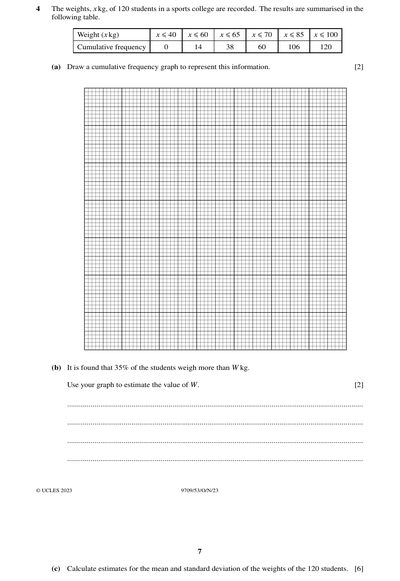 4 The weights, x kg, of 120 students in a sports college are recorded. The results are summarised in the
following table.
Weight (x kg) x ⩽ 40 x ⩽ 60 x ⩽ 65 x ⩽ 70 x ⩽ 85 x ⩽ 100
Cumulative frequency 0 14 38 60 106 120
(a) Draw a cumulative frequency graph to represent this information. [2]
(b) It is found that 35% of the students weigh more than W kg.
Use your graph to estimate the value of W. [2]
© UCLES 2023 9709/53/O/N/23
7
(c) Calculate estimates for the mean and standard deviation of the weights of the 120 students. [6]